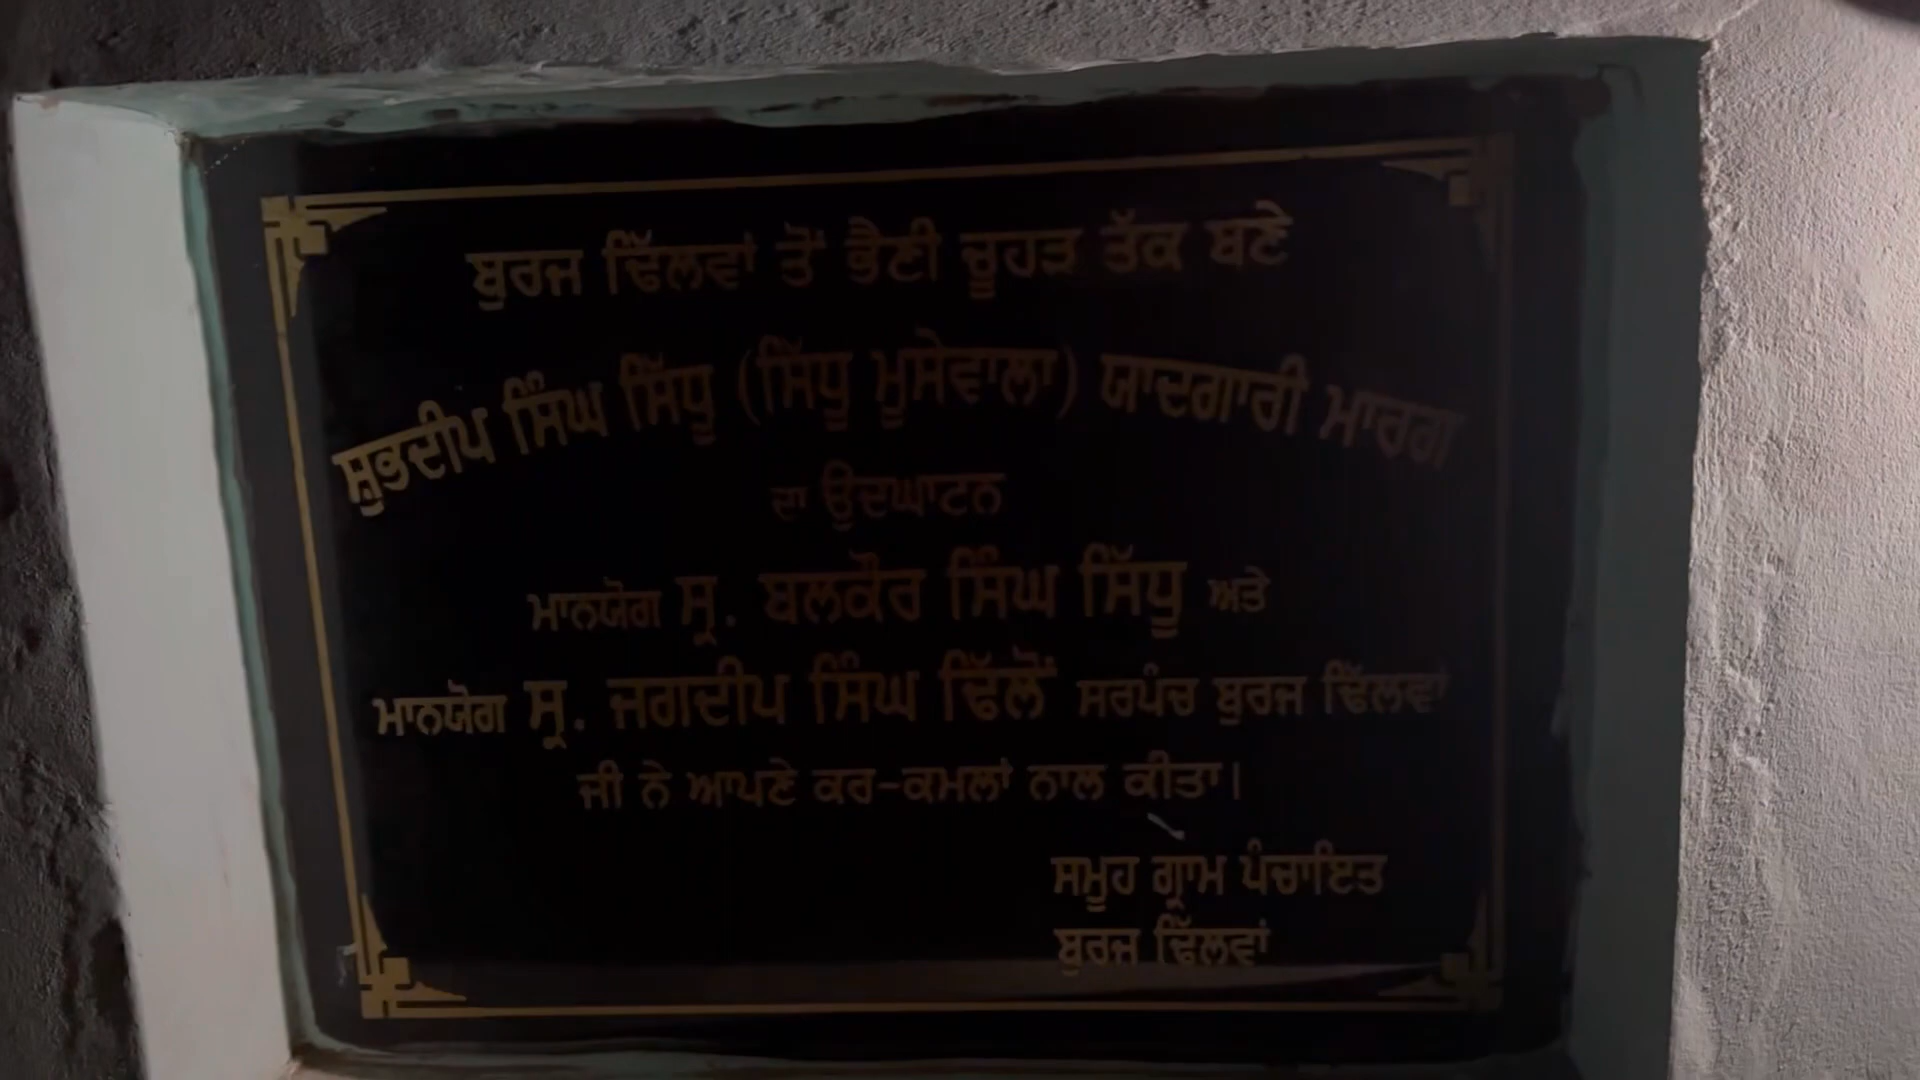 ਬੁਰਜ ਢਿੱਲਵਾਂ ਤੋਂ ਭੈਣੀ ਚੂਹੜ ਤੱਕ ਬਣੇ
ਸ਼ੁਭਦੀਪ ਸਿੰਘ ਸਿੱਧੂ (ਸਿੱਧੂ ਮੂਸੇਵਾਲਾ) ਯਾਦਗਾਰੀ ਮਾਰਗ
ਦਾ ਉਦਘਾਟਨ
ਮਾਨਯੋਗ ਸ੍ਰ. ਬਲਕੌਰ ਸਿੰਘ ਸਿੱਧੂ ਅਤੇ
ਮਾਨਯੋਗ ਸ੍ਰ. ਜਗਦੀਪ ਸਿੰਘ ਢਿੱਲੋਂ ਸਰਪੰਚ ਬੁਰਜ ਢਿੱਲਵਾਂ
ਜੀ ਨੇ ਆਪਣੇ ਕਰ-ਕਮਲਾਂ ਨਾਲ ਕੀਤਾ।
ਸਮੂਹ ਗ੍ਰਾਮ ਪੰਚਾਇਤ
ਬੁਰਜ ਢਿੱਲਵਾਂ